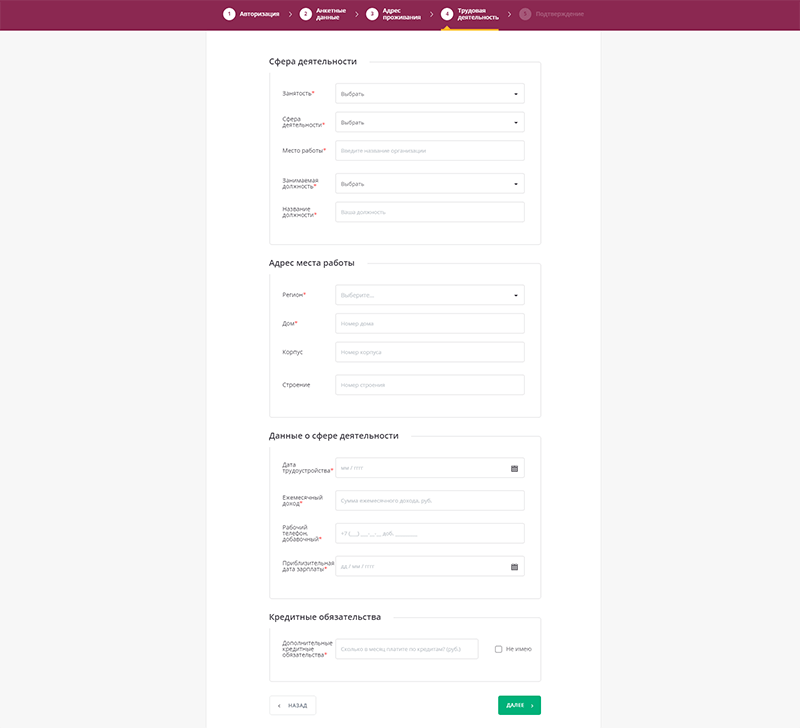 1 Авторизация
2 Анкетные
данные
3 Адрес
проживания
4 Трудовая
деятельность
5 Подтверждение
Сфера деятельности
Занятость* Выбрать
Сфера
деятельности* Выбрать
Место работы* Введите название организации
Занимаемая
должность* Выбрать
Название
должности* Ваша должность
Адрес места работы
Регион* Выберите...
Дом* Номер дома
Корпус Номер корпуса
Строение Номер строения
Данные о сфере деятельности
Дата
трудоустройства* мм / гггг
Ежемесячный
доход* Сумма ежемесячного дохода, руб.
Рабочий
телефон,
добавочный* +7 (___) ___-__-__ доб. ________
Приблизительная
дата зарплаты* дд / мм / гггг
Кредитные обязательства
Дополнительные
кредитные
обязательства* Сколько в месяц платите по кредитам? (руб.) Не имею
НАЗАД
ДАЛЕЕ